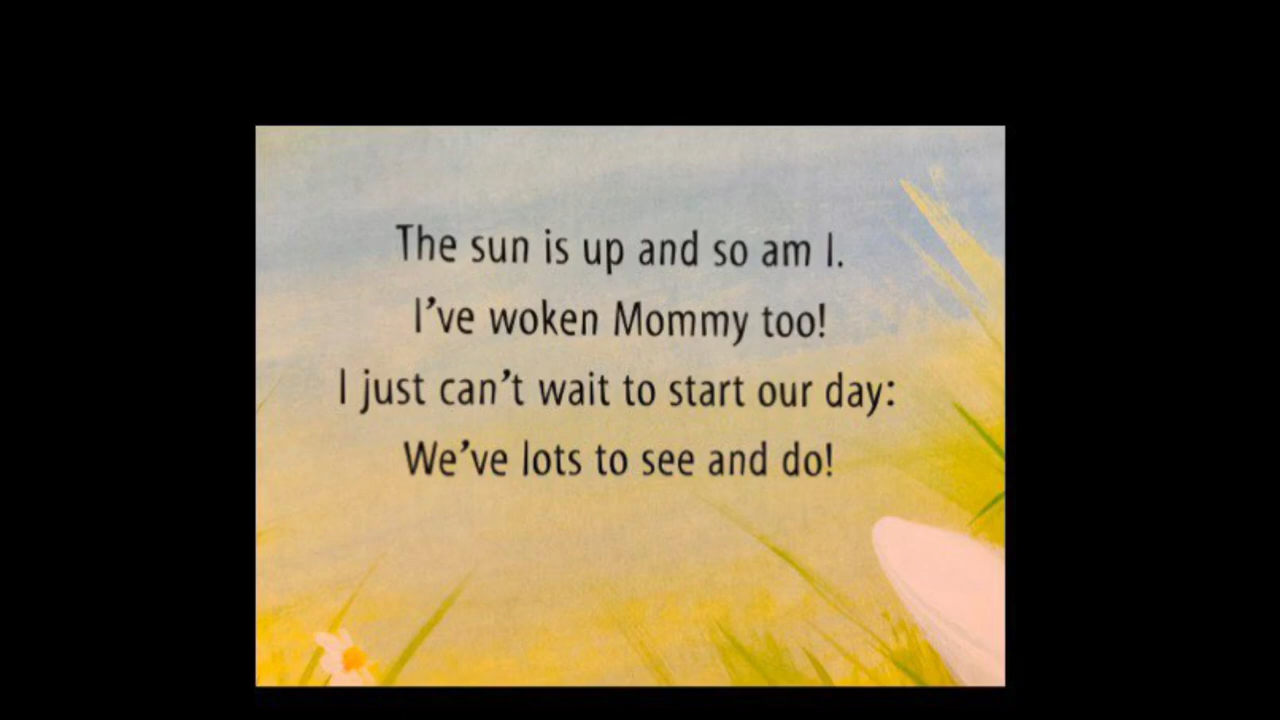 The sun is up and so am I.
I’ve woken Mommy too!
I just can’t wait to start our day:
We’ve lots to see and do!